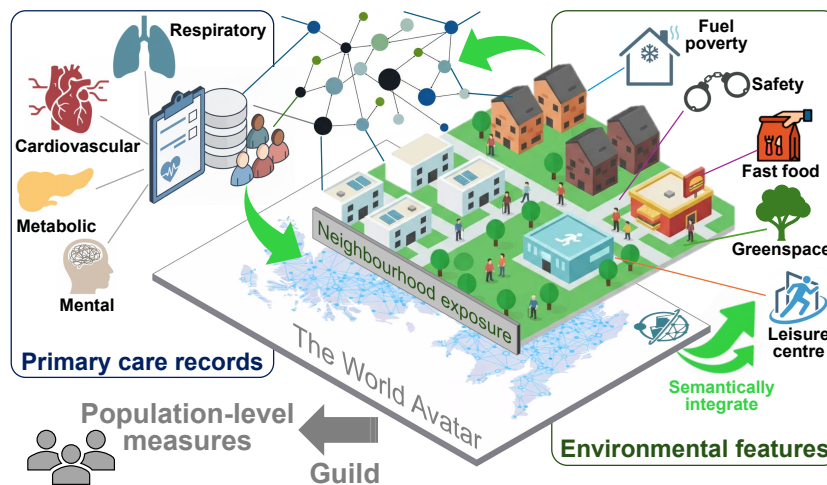 Respiratory
Cardiovascular
Metabolic
Mental
Primary care records
Fuel
poverty
Safety
Fast food
Greenspace
Leisure
centre
Semantically
integrate
Environmental features
Neighbourhood exposure
The World Avatar
Population-level
measures
Guild